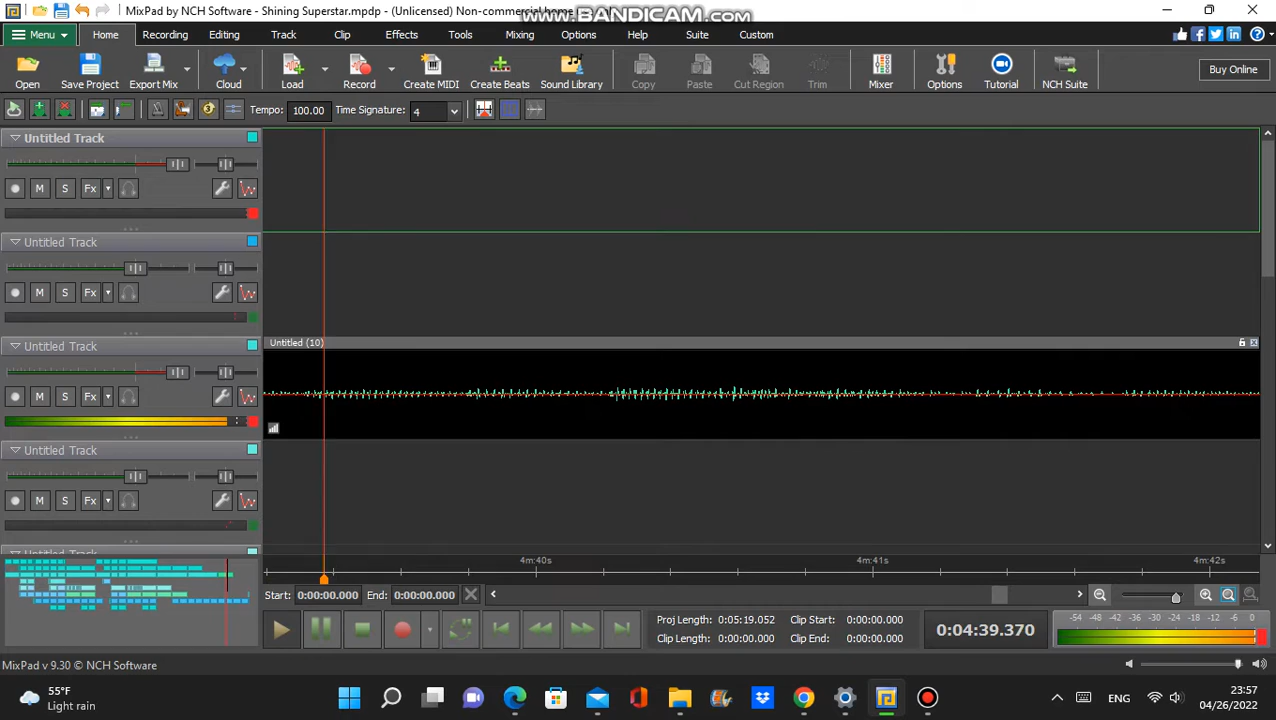 MixPad by NCH Software - Shining Superstar.mpdp - (Unlicensed) Non-commercial home
www.BANDICAM.com
Menu Home Recording Editing Track Clip Effects Tools Mixing Options Help Suite Custom
Open Save Project Export Mix Cloud Load Record Create MIDI Create Beats Sound Library Copy Paste Cut Region Trim Mixer Options Tutorial NCH Suite Buy Online
Tempo: 100.00 Time Signature: 4
Untitled Track
M S Fx
Untitled Track
M S Fx
Untitled Track
Untitled (10)
M S Fx
Untitled Track
M S Fx
Untitled Track
4m:40s 4m:41s 4m:42s
Start: 0:00:00.000 End: 0:00:00.000
Proj Length: 0:05:19.052 Clip Start: 0:00:00.000
Clip Length: 0:00:00.000 Clip End: 0:00:00.000
0:04:39.370
-54 -48 -42 -36 -30 -24 -18 -12 -6 0
MixPad v 9.30 © NCH Software
55°F
Light rain
ENG
23:57
04/26/2022